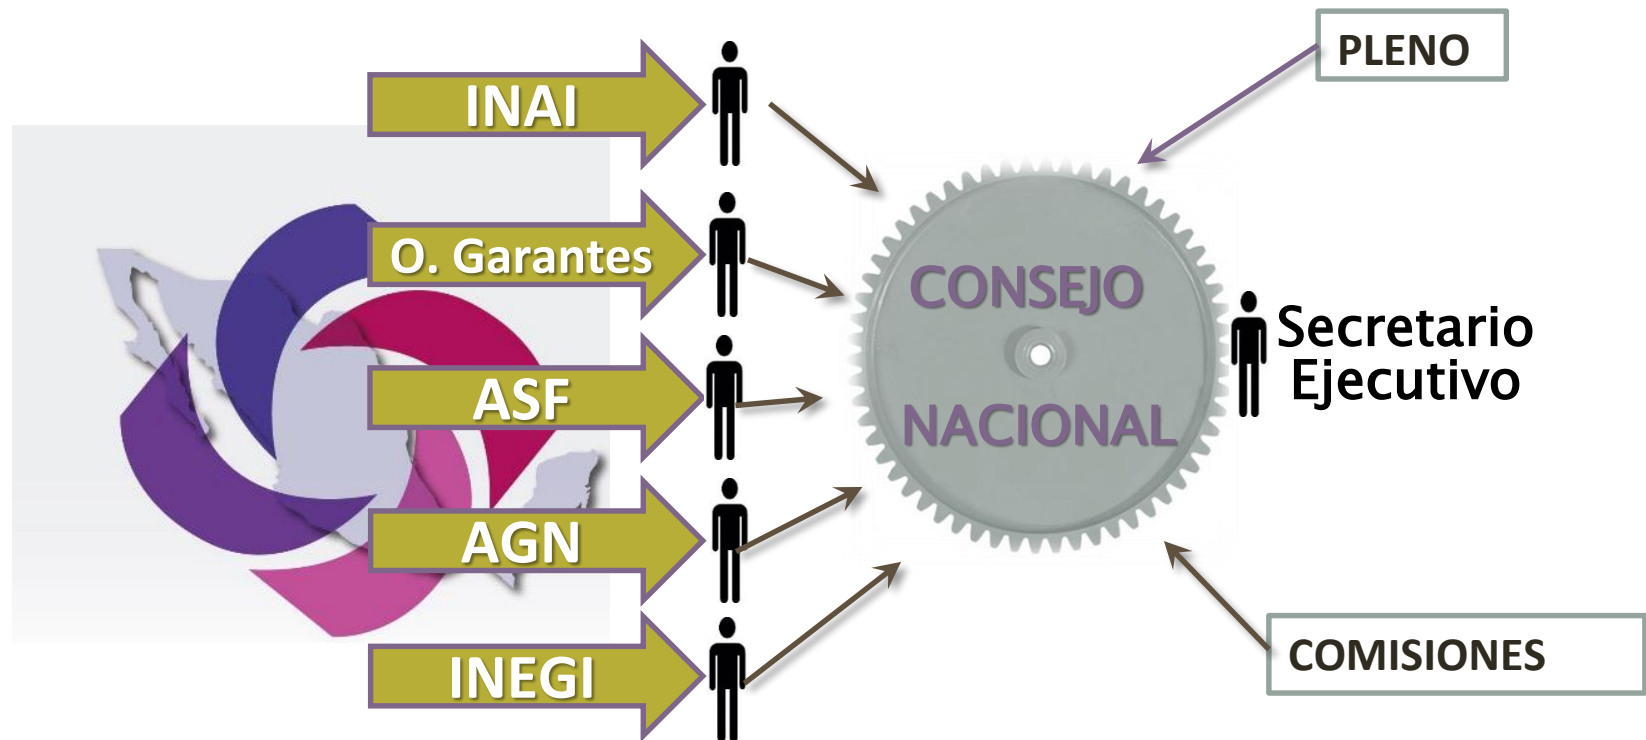 INAI
O. Garantes
ASF
AGN
INEGI
CONSEJO
NACIONAL
PLENO
Secretario
Ejecutivo
COMISIONES